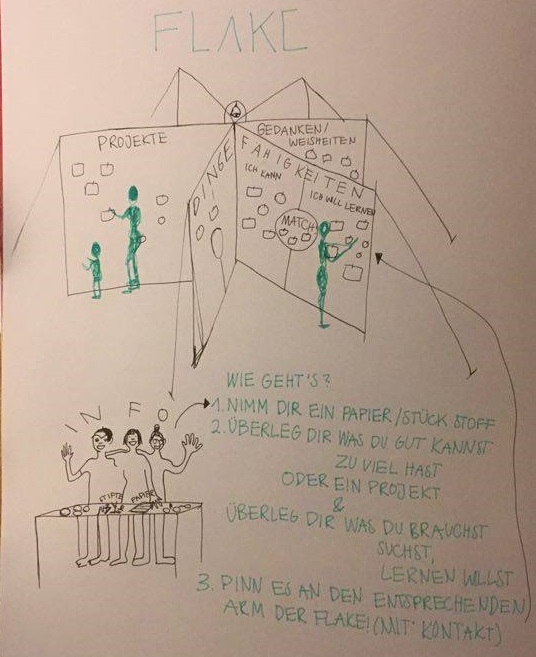 FLAKE
PROJEKTE
GEDANKEN/
WEISHEITEN
DINGE
FÄHIGKEITEN
ICH KANN
ICH WILL LERNEN
MATCH
INFO
STIFTE
PAPIER
WIE GEHT'S?
1. NIMM DIR EIN PAPIER/STÜCK STOFF
2. ÜBERLEG DIR WAS DU GUT KANNST
ZU VIEL HAST
ODER EIN PROJEKT
&
ÜBERLEG DIR WAS DU BRAUCHST
SUCHST,
LERNEN WILLST
3. PINN ES AN DEN ENTSPRECHENDEN
ARM DER FLAKE! (MIT KONTAKT)